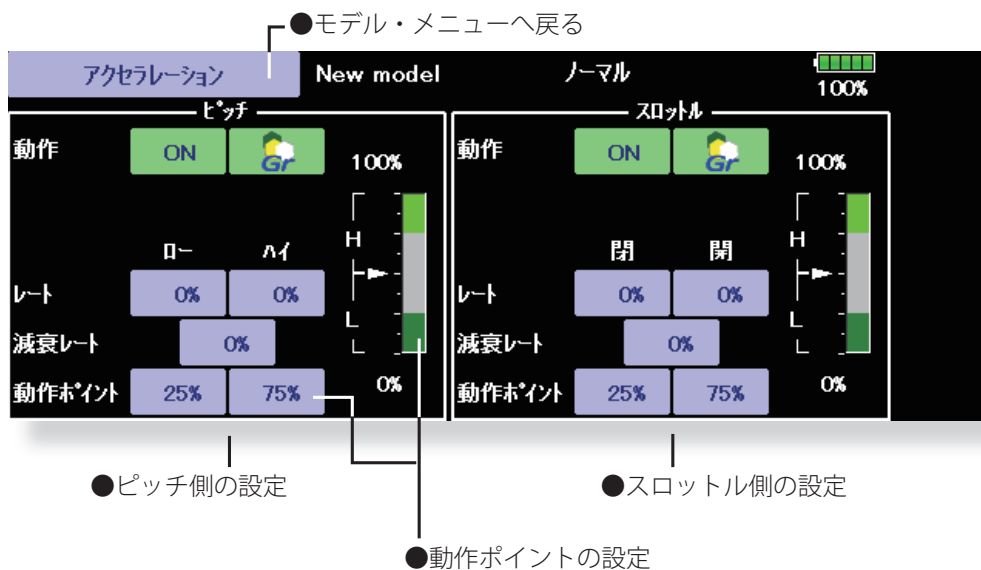 ●モデル・メニューへ戻る
アクセラレーション New model ノーマル 100%
ピッチ スロットル
動作 ON Gr 100% 動作 ON Gr 100%
ロー ハイ H 閉 開 H
レート 0% 0% レート 0% 0%
減衰レート 0% L 減衰レート 0% L
動作ポイント 25% 75% 0% 動作ポイント 25% 75% 0%
●ピッチ側の設定 ●スロットル側の設定
●動作ポイントの設定